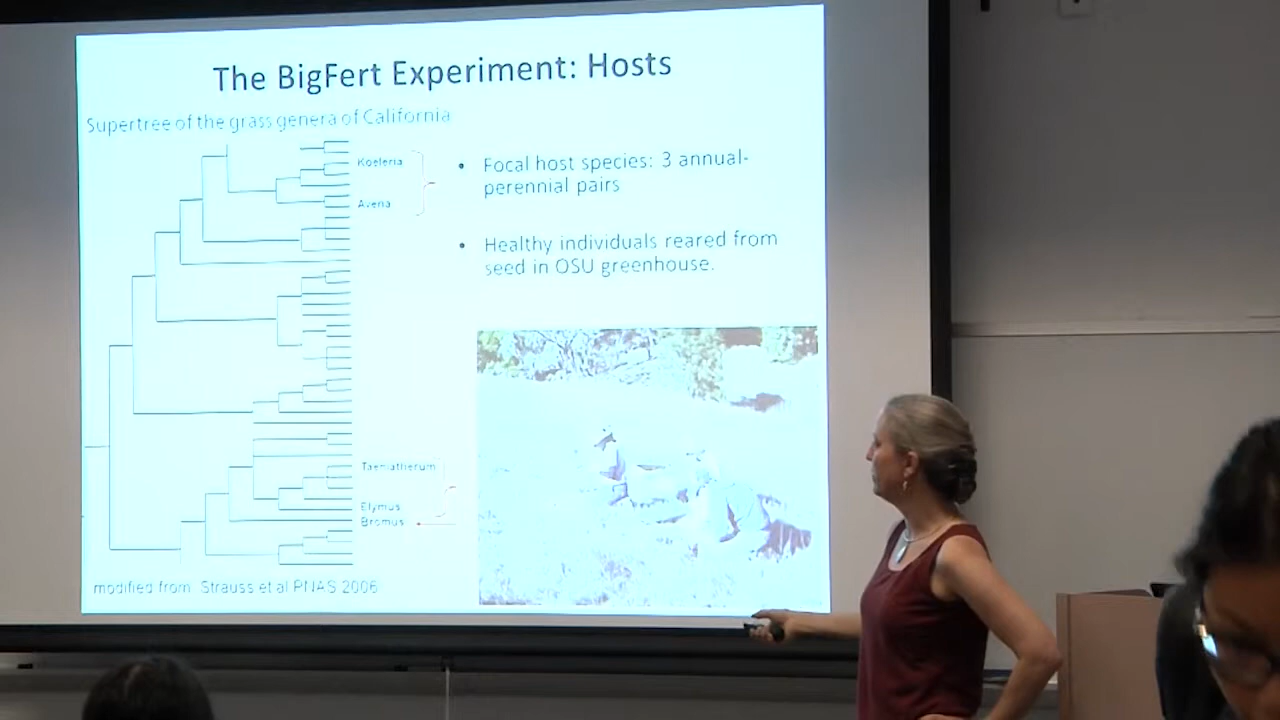 The BigFert Experiment: Hosts
Supertree of the grass genera of California
Koeleria
Avena
• Focal host species: 3 annual-
perennial pairs
• Healthy individuals reared from
seed in OSU greenhouse.
Taeniatherum
Elymus
Bromus
modified from Strauss et al PNAS 2006